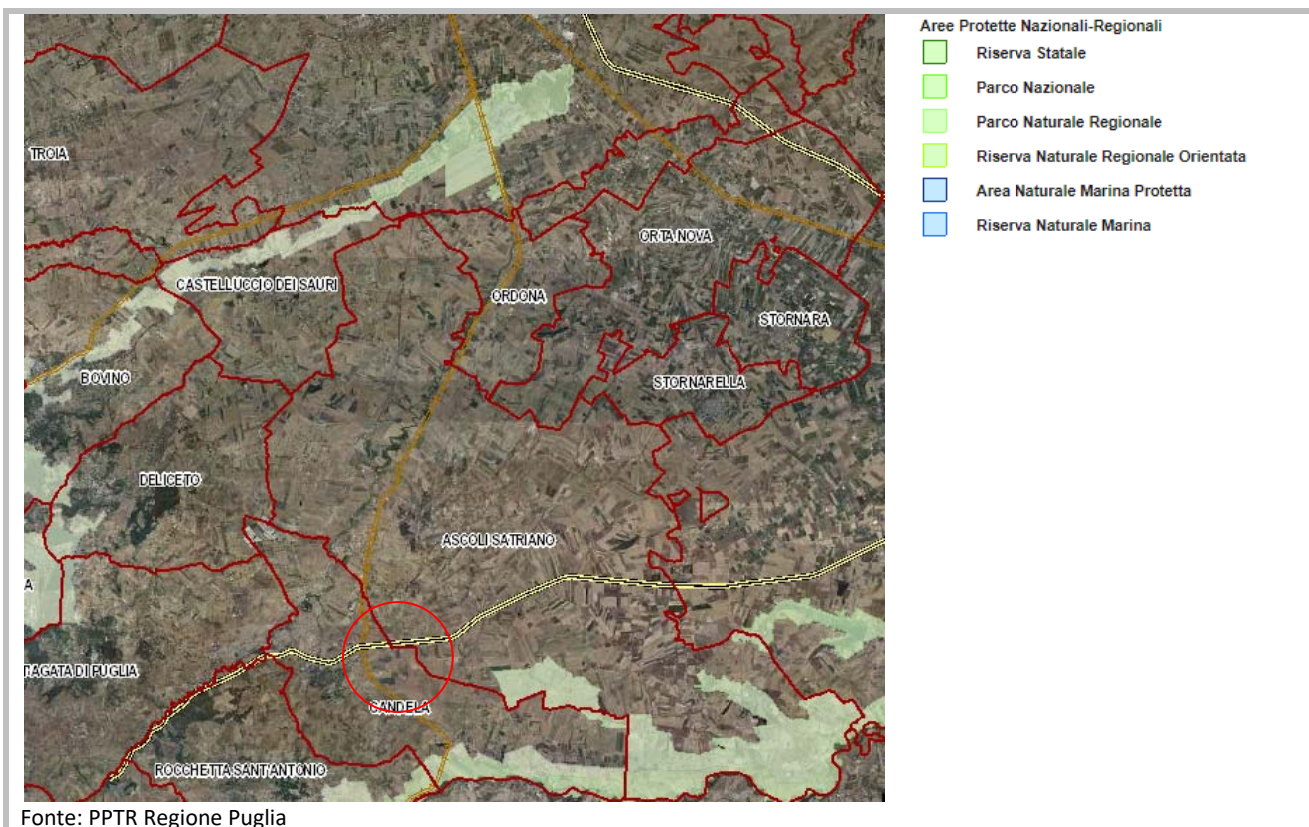 Aree Protette Nazionali-Regionali
Riserva Statale
Parco Nazionale
Parco Naturale Regionale
Riserva Naturale Regionale Orientata
Area Naturale Marina Protetta
Riserva Naturale Marina
TROIA
ORTA NOVA
CASTELLUCCIO DEI SAURI
ORDONA
STORNARA
BOVINO
STORNARELLA
DELICETO
ASCOLI SATRIANO
A
T'AGATA DI PUGLIA
CANDELA
ROCCHETTA SANT'ANTONIO
Fonte: PPTR Regione Puglia